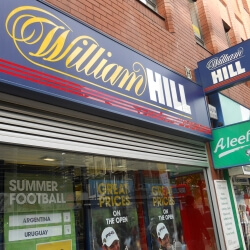 William HILL
William HILL
Aleef
SUMMER
FOOTBALL
ARGENTINA
URUGUAY
GREAT
PRICES
ON THE
OPEN
GREAT
PRICES
ON THE
OPEN